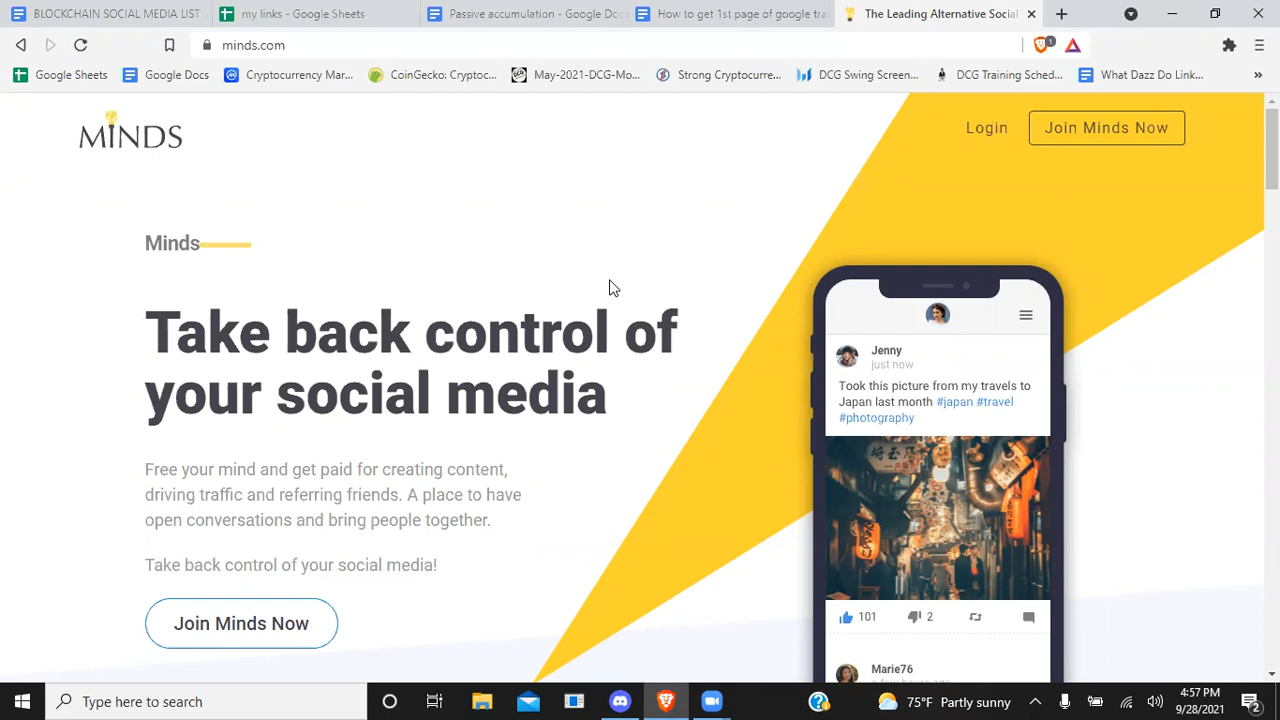 BLOCKCHAIN SOCIAL MEDIA LIST
my links - Google Sheets
Passive accumulation - Google Doc
How to get 1st page of google tra
The Leading Alternative Social
minds.com
1
Google Sheets
Google Docs
Cryptocurrency Mar...
CoinGecko: Cryptoc...
May-2021-DCG-Mo...
Strong Cryptocurre...
DCG Swing Screen...
DCG Training Sched...
What Dazz Do Link...
MINDS
Login
Join Minds Now
Minds
Take back control of
your social media
Free your mind and get paid for creating content,
driving traffic and referring friends. A place to have
open conversations and bring people together.
Take back control of your social media!
Join Minds Now
Jenny
just now
Took this picture from my travels to
Japan last month #japan #travel
#photography
101
2
Marie76
Type here to search
75°F Partly sunny
4:57 PM
9/28/2021
2